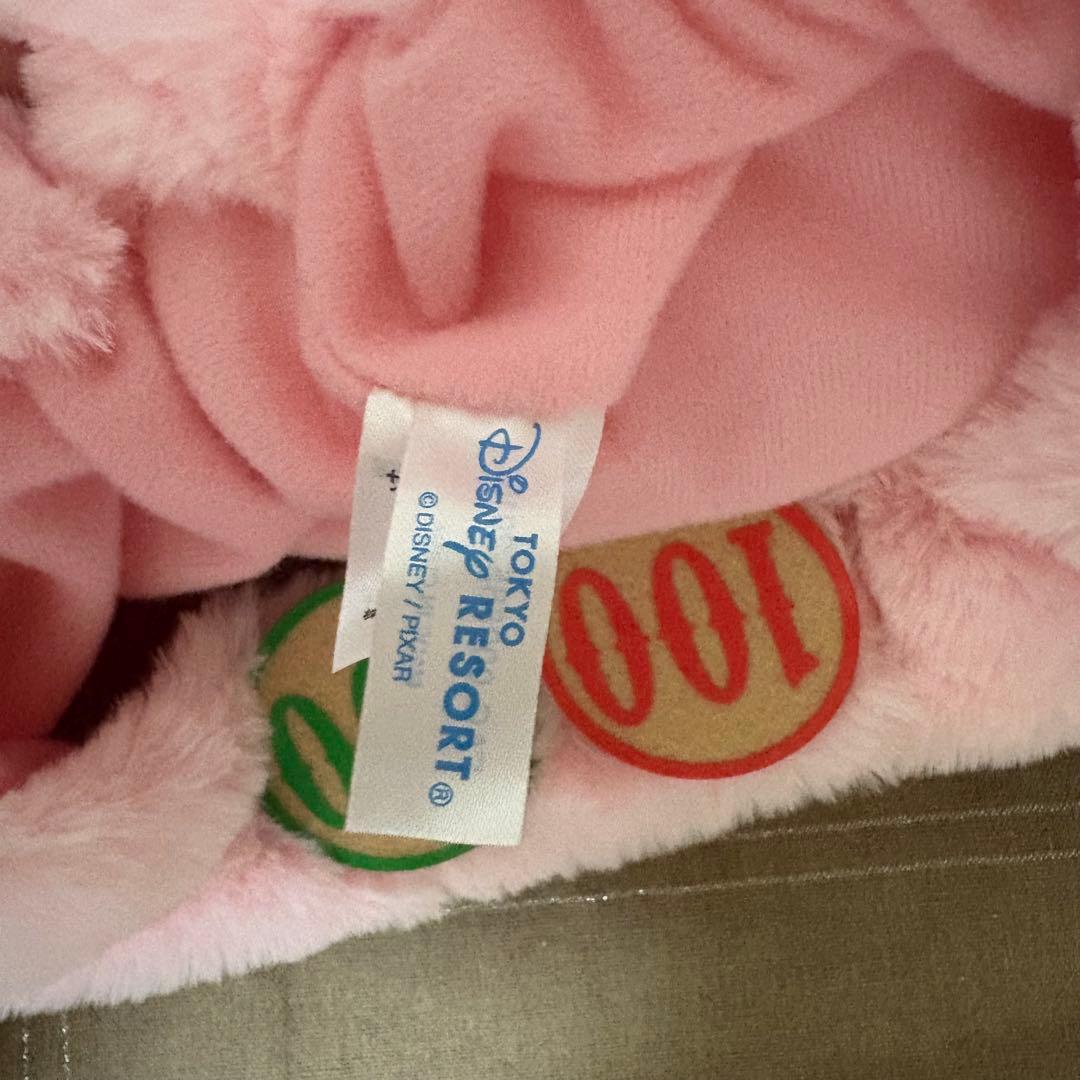 TOKYO
Disney RESORT®
© DISNEY / PIXAR
100